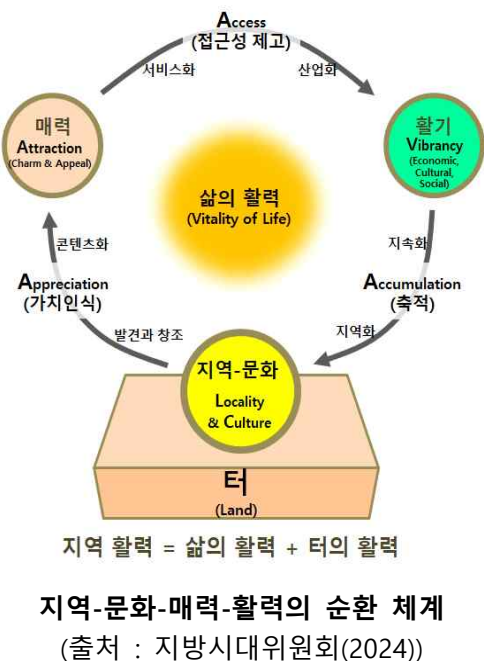 Access
(접근성 제고)
서비스화
산업화
매력
Attraction
(Charm & Appeal)
활기
Vibrancy
(Economic,
Cultural,
Social)
삶의 활력
(Vitality of Life)
콘텐츠화
지속화
Appreciation
(가치인식)
Accumulation
(축적)
발견과 창조
지역화
지역-문화
Locality
& Culture
터
(Land)
지역 활력 = 삶의 활력 + 터의 활력
지역-문화-매력-활력의 순환 체계
(출처 : 지방시대위원회(2024))